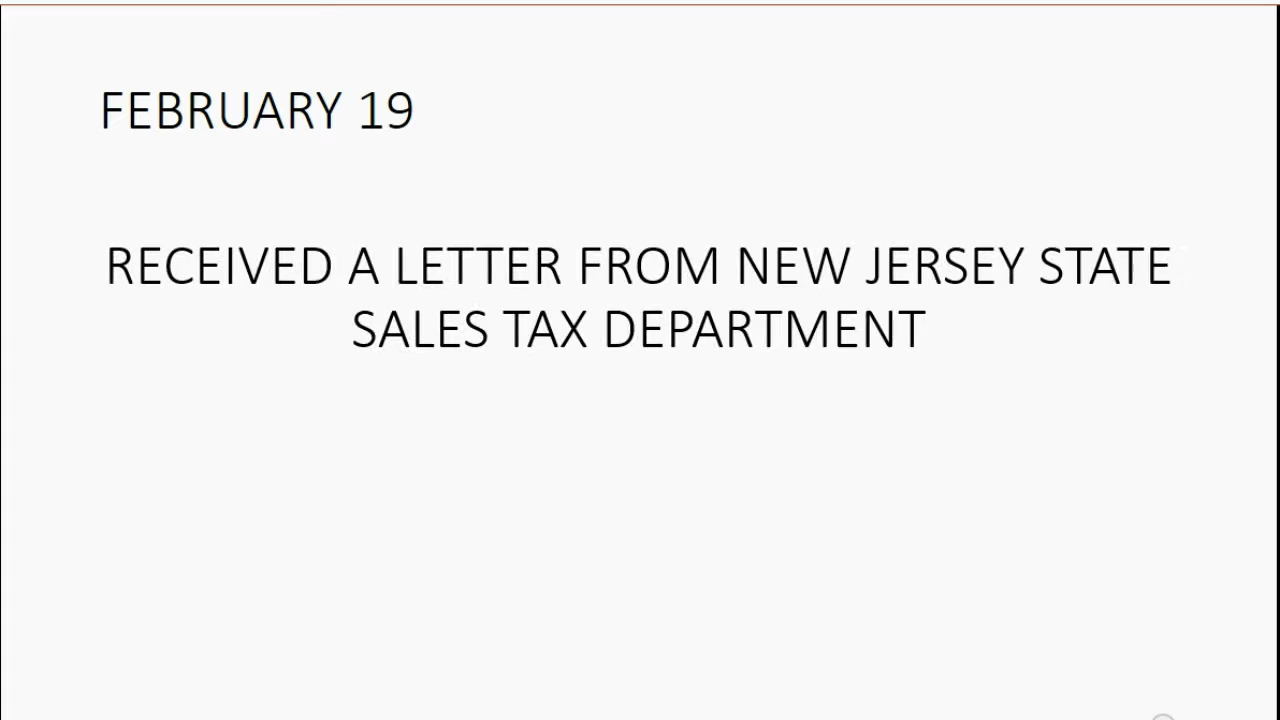 FEBRUARY 19
RECEIVED A LETTER FROM NEW JERSEY STATE
SALES TAX DEPARTMENT